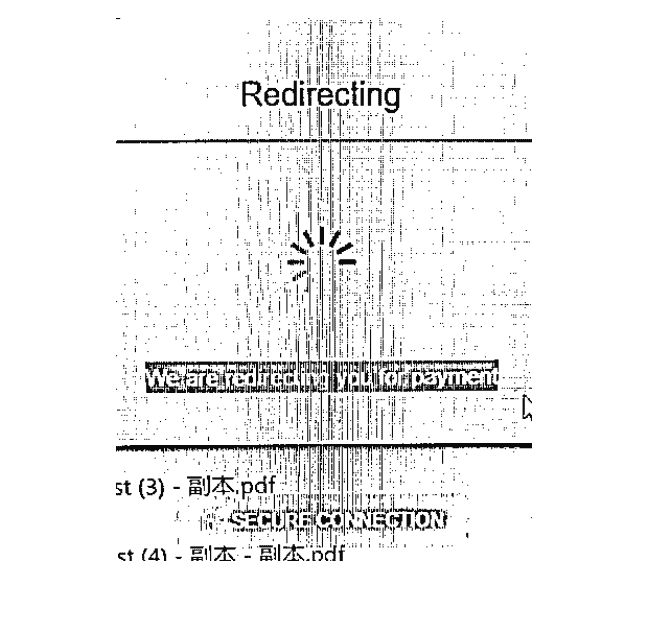 Redirecting
We are redirecting you for payment
st (3) - 副本.pdf
SECURE CONNECTION
st (4) - 副本 - 副本.pdf